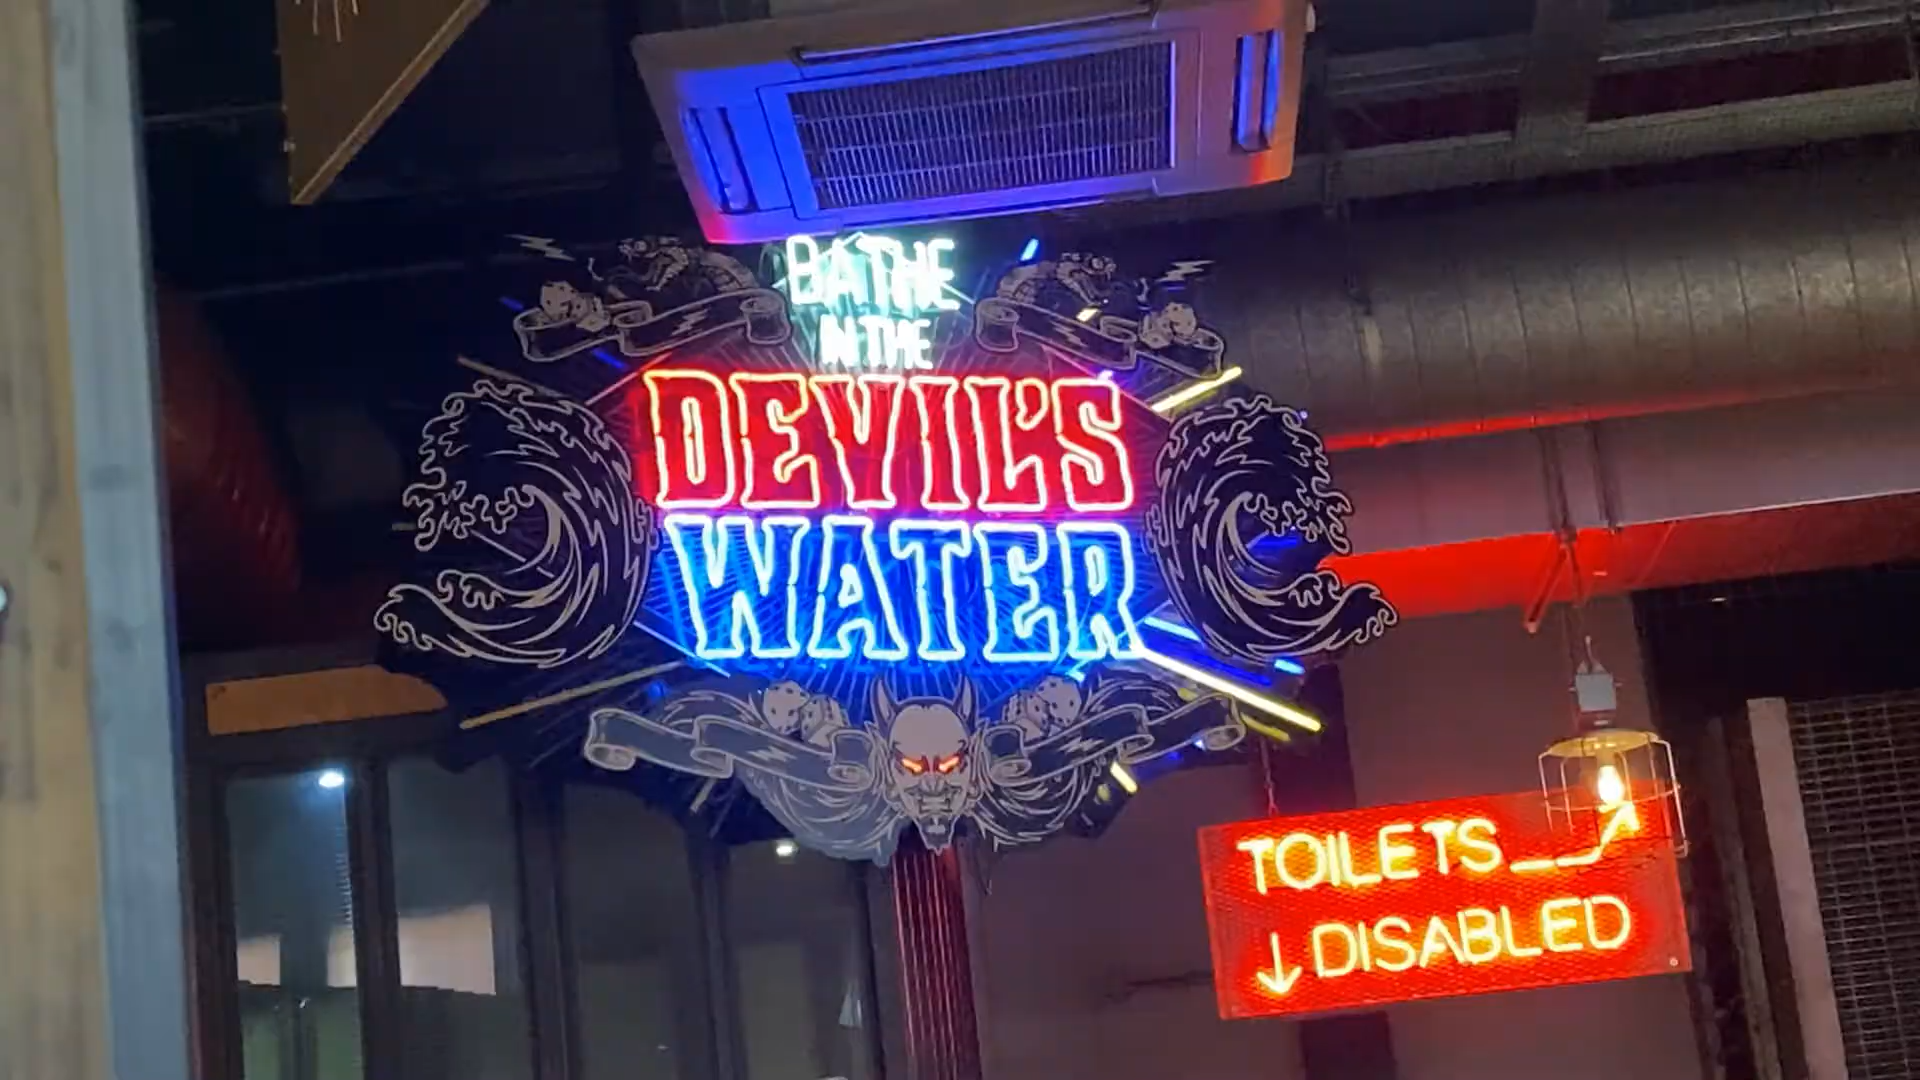 BATHE
IN THE
DEVIL'S
WATER
TOILETS
DISABLED